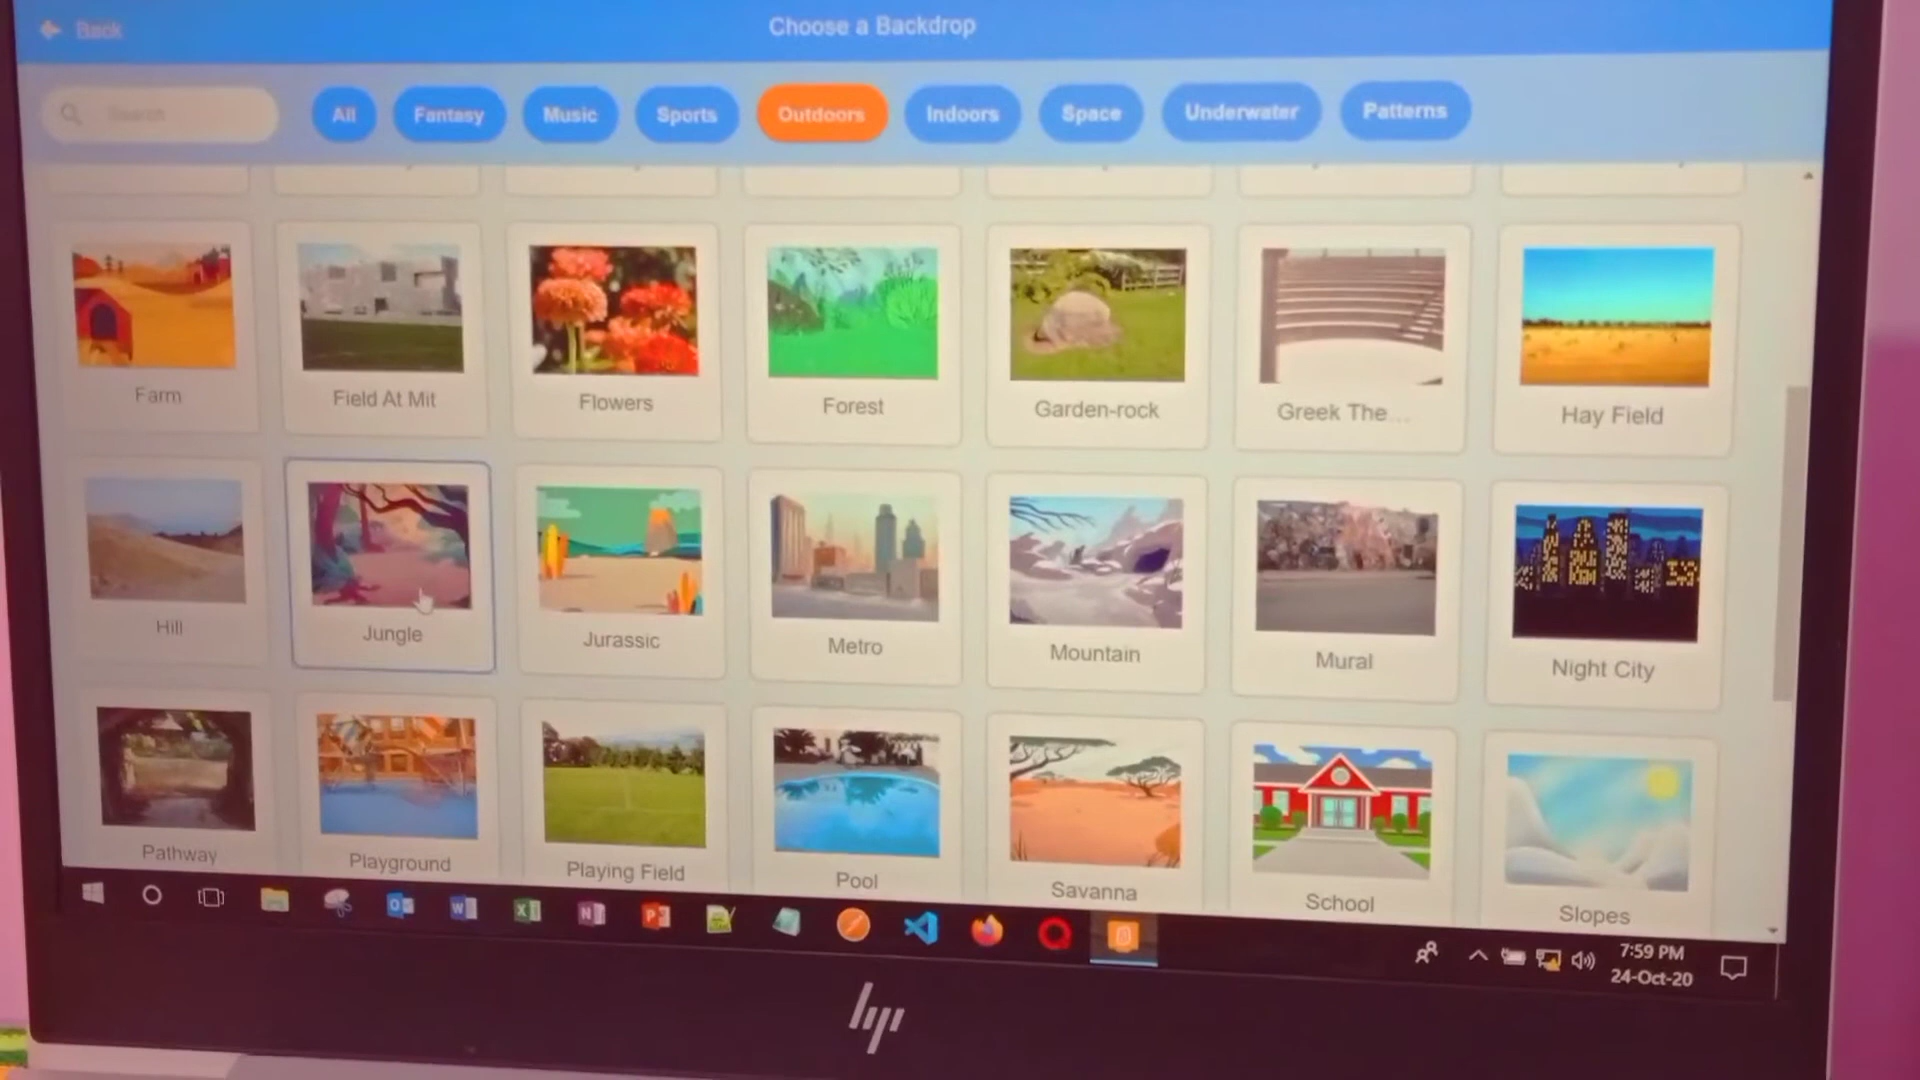 Back
Choose a Backdrop
Search
All Fantasy Music Sports Outdoors Indoors Space Underwater Patterns
Farm Field At Mit Flowers Forest Garden-rock Greek The... Hay Field
Hill Jungle Jurassic Metro Mountain Mural Night City
Pathway Playground Playing Field Pool Savanna School Slopes
7:59 PM
24-Oct-20
hp